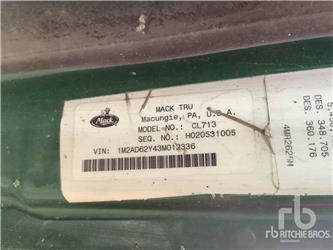 Mack
MACK TRU
Macungie, PA, U.S.A.
MODEL NO.: CL713
SEQ. NO.: H020531005
VIN: 1M2AD62Y43M012336
DES. 348.705
DES. 360.176
4MR2626M
rb
RITCHIE BROS.